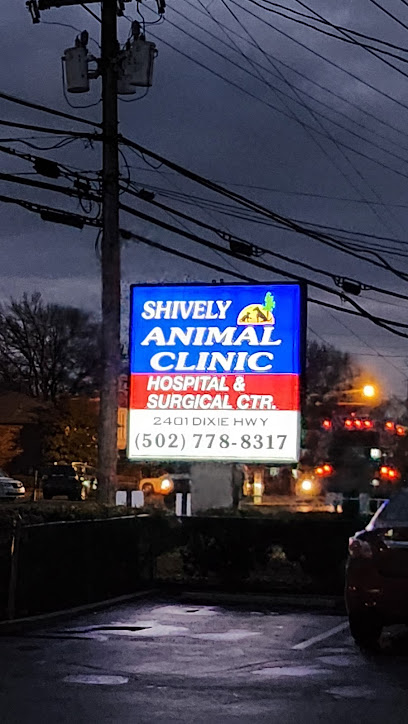 SHIVELY
ANIMAL
CLINIC
HOSPITAL &
SURGICAL CTR.
2401 DIXIE HWY
(502) 778-8317